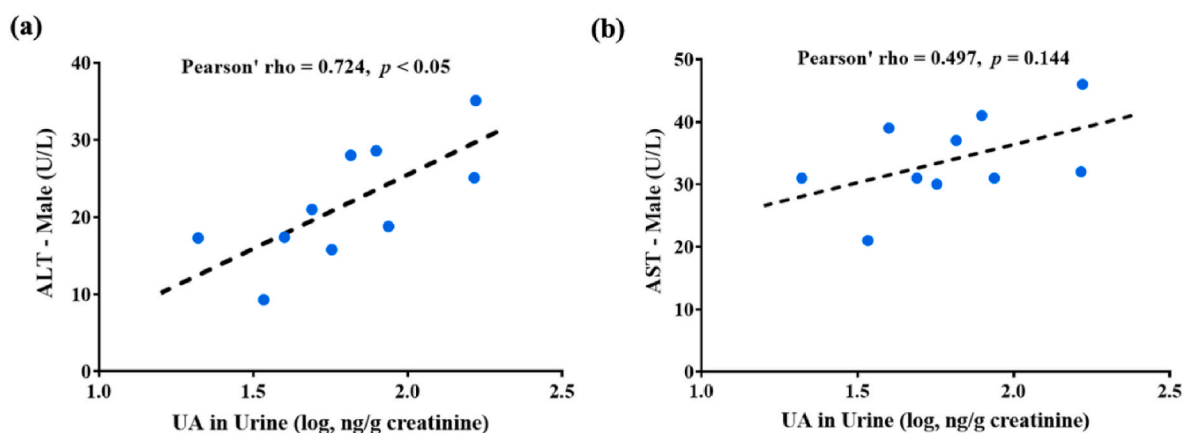 (a)
Pearson' rho = 0.724, p < 0.05
ALT - Male (U/L)
40
30
20
10
0
1.0 1.5 2.0 2.5
UA in Urine (log, ng/g creatinine)
(b)
Pearson' rho = 0.497, p = 0.144
AST - Male (U/L)
50
40
30
20
10
0
1.0 1.5 2.0 2.5
UA in Urine (log, ng/g creatinine)